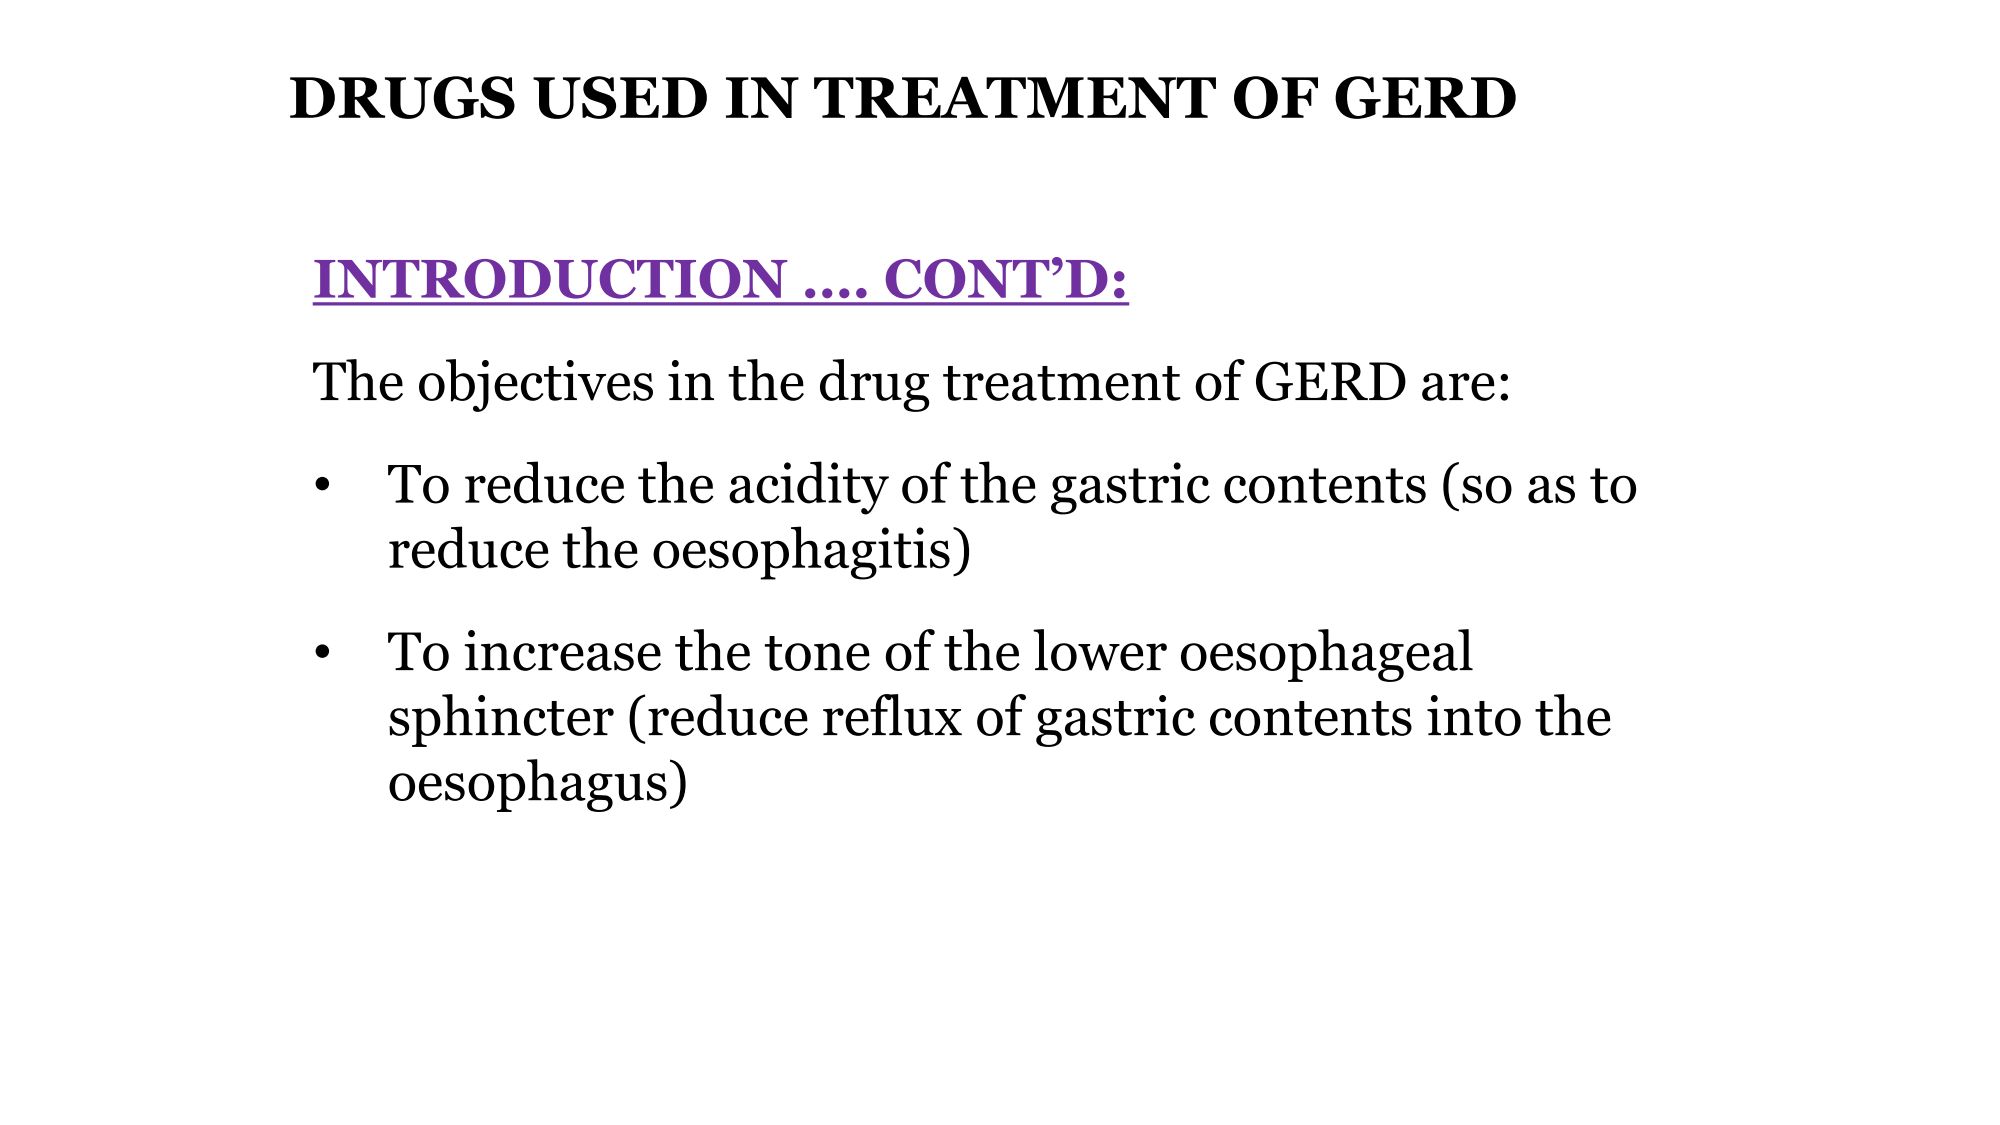 DRUGS USED IN TREATMENT OF GERD
INTRODUCTION .... CONT’D:
The objectives in the drug treatment of GERD are:
• To reduce the acidity of the gastric contents (so as to
reduce the oesophagitis)
• To increase the tone of the lower oesophageal
sphincter (reduce reflux of gastric contents into the
oesophagus)